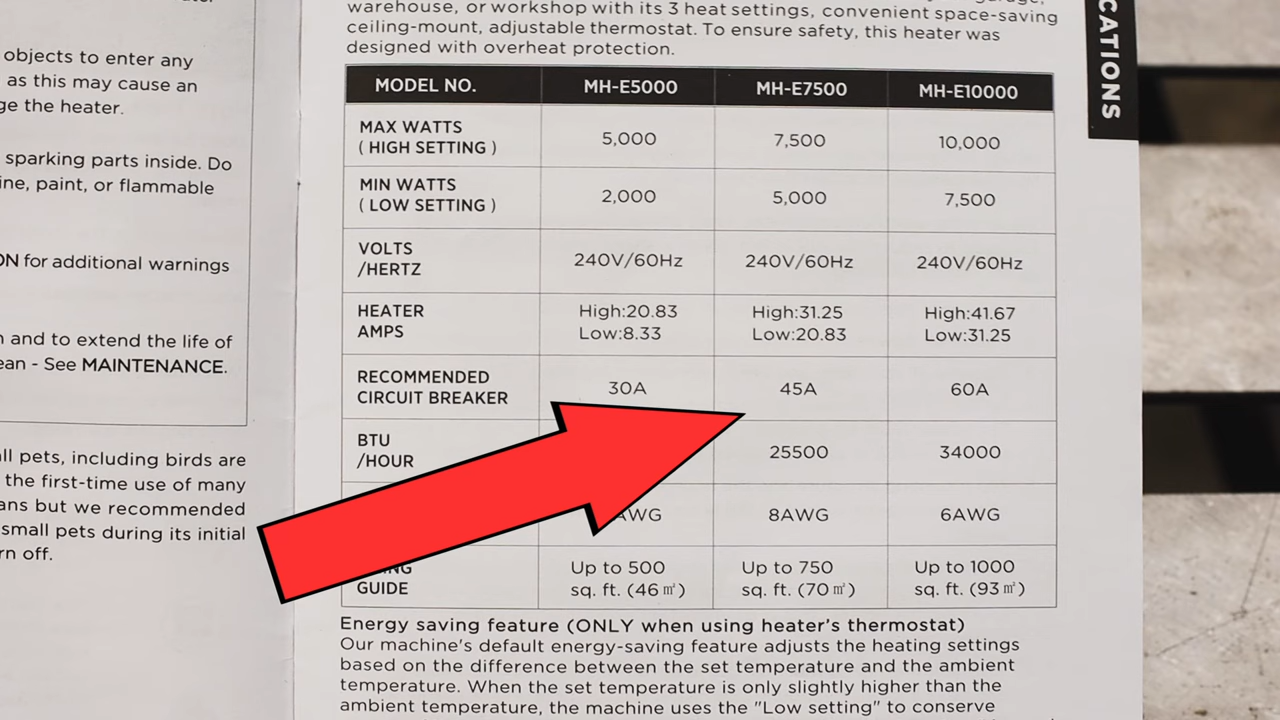 objects to enter any
as this may cause an
the heater.
sparking parts inside. Do
paint, or flammable
for additional warnings
and to extend the life of
- See MAINTENANCE.
pets, including birds are
the first-time use of many
but we recommended
small pets during its initial
off.
warehouse, or workshop with its 3 heat settings, convenient space-saving
ceiling-mount, adjustable thermostat. To ensure safety, this heater was
designed with overheat protection.
MODEL NO. MH-E5000 MH-E7500 MH-E10000
MAX WATTS
( HIGH SETTING ) 5,000 7,500 10,000
MIN WATTS
( LOW SETTING ) 2,000 5,000 7,500
VOLTS
/HERTZ 240V/60Hz 240V/60Hz 240V/60Hz
HEATER High:20.83 High:31.25 High:41.67
AMPS Low:8.33 Low:20.83 Low:31.25
RECOMMENDED
CIRCUIT BREAKER 30A 45A 60A
BTU
/HOUR 25500 34000
AWG 8AWG 6AWG
Up to 500 Up to 750 Up to 1000
GUIDE sq. ft. (46㎡) sq. ft. (70㎡) sq. ft. (93㎡)
Energy saving feature (ONLY when using heater's thermostat)
Our machine's default energy-saving feature adjusts the heating settings
based on the difference between the set temperature and the ambient
temperature. When the set temperature is only slightly higher than the
ambient temperature, the machine uses the "Low setting" to conserve
CATIONS